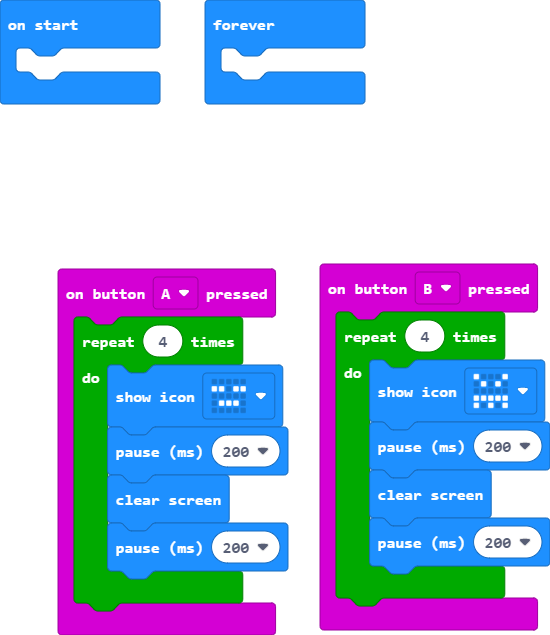 on start
forever
on button A pressed
repeat 4 times
do
show icon
pause (ms) 200
clear screen
pause (ms) 200
on button B pressed
repeat 4 times
do
show icon
pause (ms) 200
clear screen
pause (ms) 200